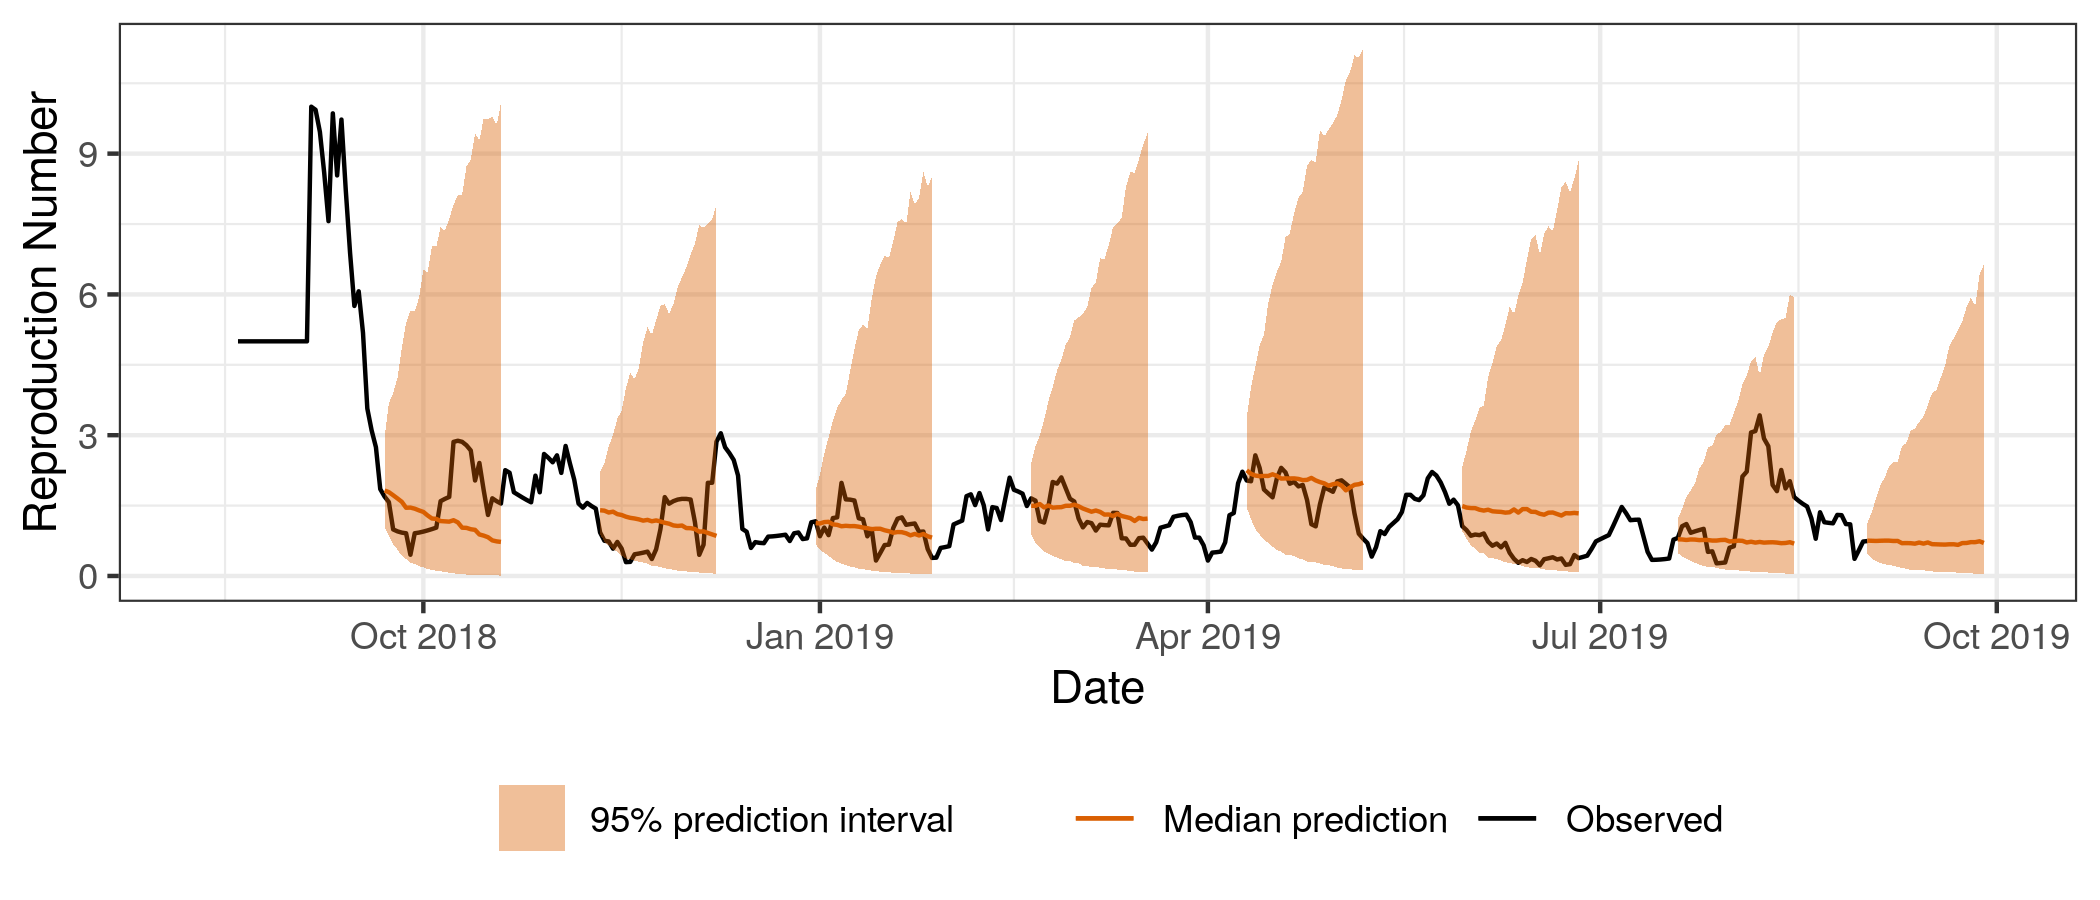 Reproduction Number
9
6
3
0
Oct 2018 Jan 2019 Apr 2019 Jul 2019 Oct 2019
Date
95% prediction interval Median prediction Observed